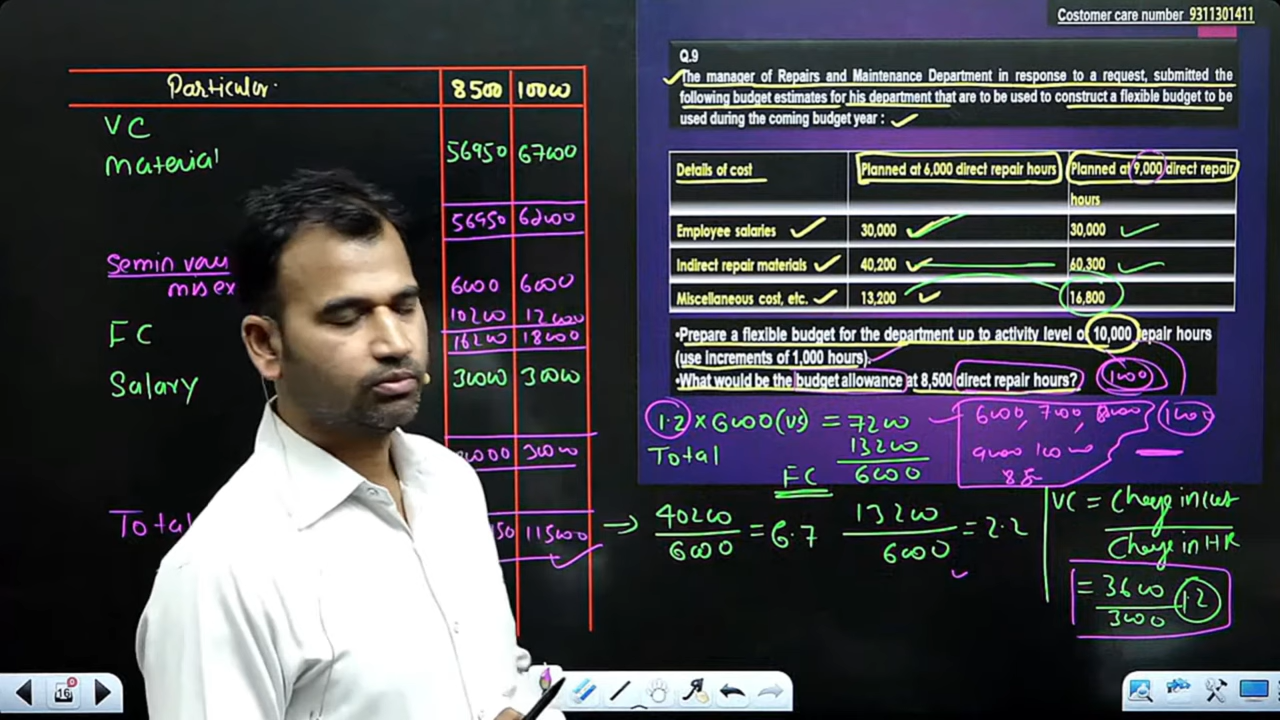 Costomer care number 9311301411
Particular. 8500 10000
VC
Material 56950 67000
56950 62000
Semin vari
mis ex 6000 6000
10200 12000
FC 16200 18000
Salary 30000 30000
30000
Total 115000
Q.9
The manager of Repairs and Maintenance Department in response to a request, submitted the
following budget estimates for his department that are to be used to construct a flexible budget to be
used during the coming budget year :
Details of cost Planned at 6,000 direct repair hours Planned at 9,000 direct repair
hours
Employee salaries 30,000 30,000
Indirect repair materials 40,200 60,300
Miscellaneous cost, etc. 13,200 16,800
•Prepare a flexible budget for the department up to activity level of 10,000 repair hours
(use increments of 1,000 hours).
•What would be the budget allowance at 8,500 direct repair hours? 1000
1.2 × 6000 (VS) = 7200
Total 13200
FC 6000
6000, 7000, 8000 1000
9000 10000
85
40200/6000 = 6.7 13200/6000 = 2.2
VC = Change in cost
Change in HR
= 3600/3000 1.2
16